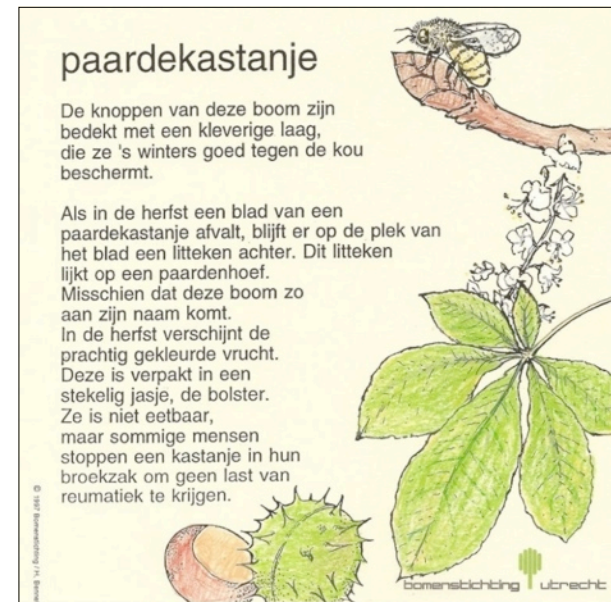 paardekastanje
De knoppen van deze boom zijn
bedekt met een kleverige laag,
die ze 's winters goed tegen de kou
beschermt.
Als in de herfst een blad van een
paardekastanje afvalt, blijft er op de plek van
het blad een litteken achter. Dit litteken
lijkt op een paardenhoef.
Misschien dat deze boom zo
aan zijn naam komt.
In de herfst verschijnt de
prachtig gekleurde vrucht.
Deze is verpakt in een
stekelig jasje, de bolster.
Ze is niet eetbaar,
maar sommige mensen
stoppen een kastanje in hun
broekzak om geen last van
reumatiek te krijgen.
© 1997 Bomenstichting / H.
bomenstichting utrecht